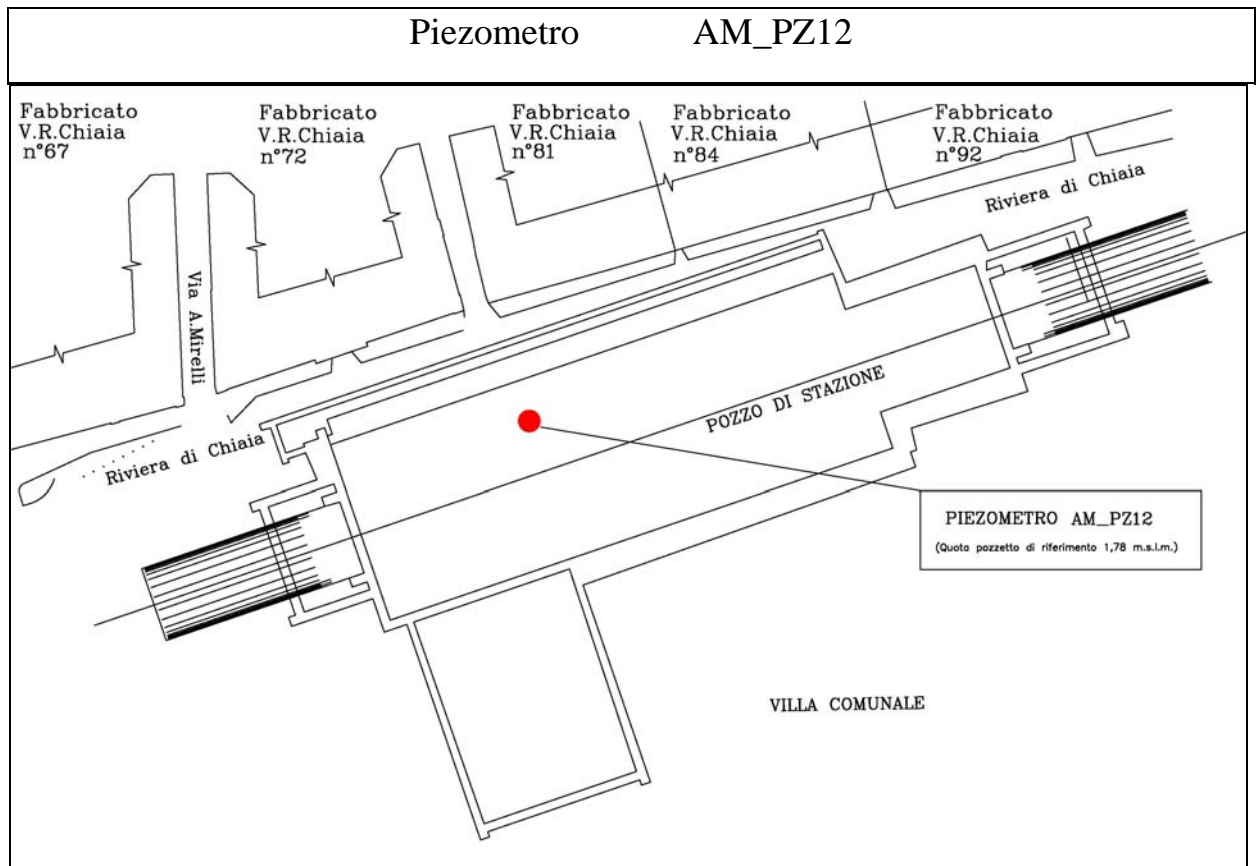 Piezometro AM_PZ12
Fabbricato
V.R.Chiaia
n°67
Fabbricato
V.R.Chiaia
n°72
Fabbricato
V.R.Chiaia
n°81
Fabbricato
V.R.Chiaia
n°84
Fabbricato
V.R.Chiaia
n°92
Riviera di Chiaia
Via A.Mirelli
POZZO DI STAZIONE
Riviera di Chiaia
PIEZOMETRO AM_PZ12
(Quota pozzetto di riferimento 1,78 m.s.l.m.)
VILLA COMUNALE